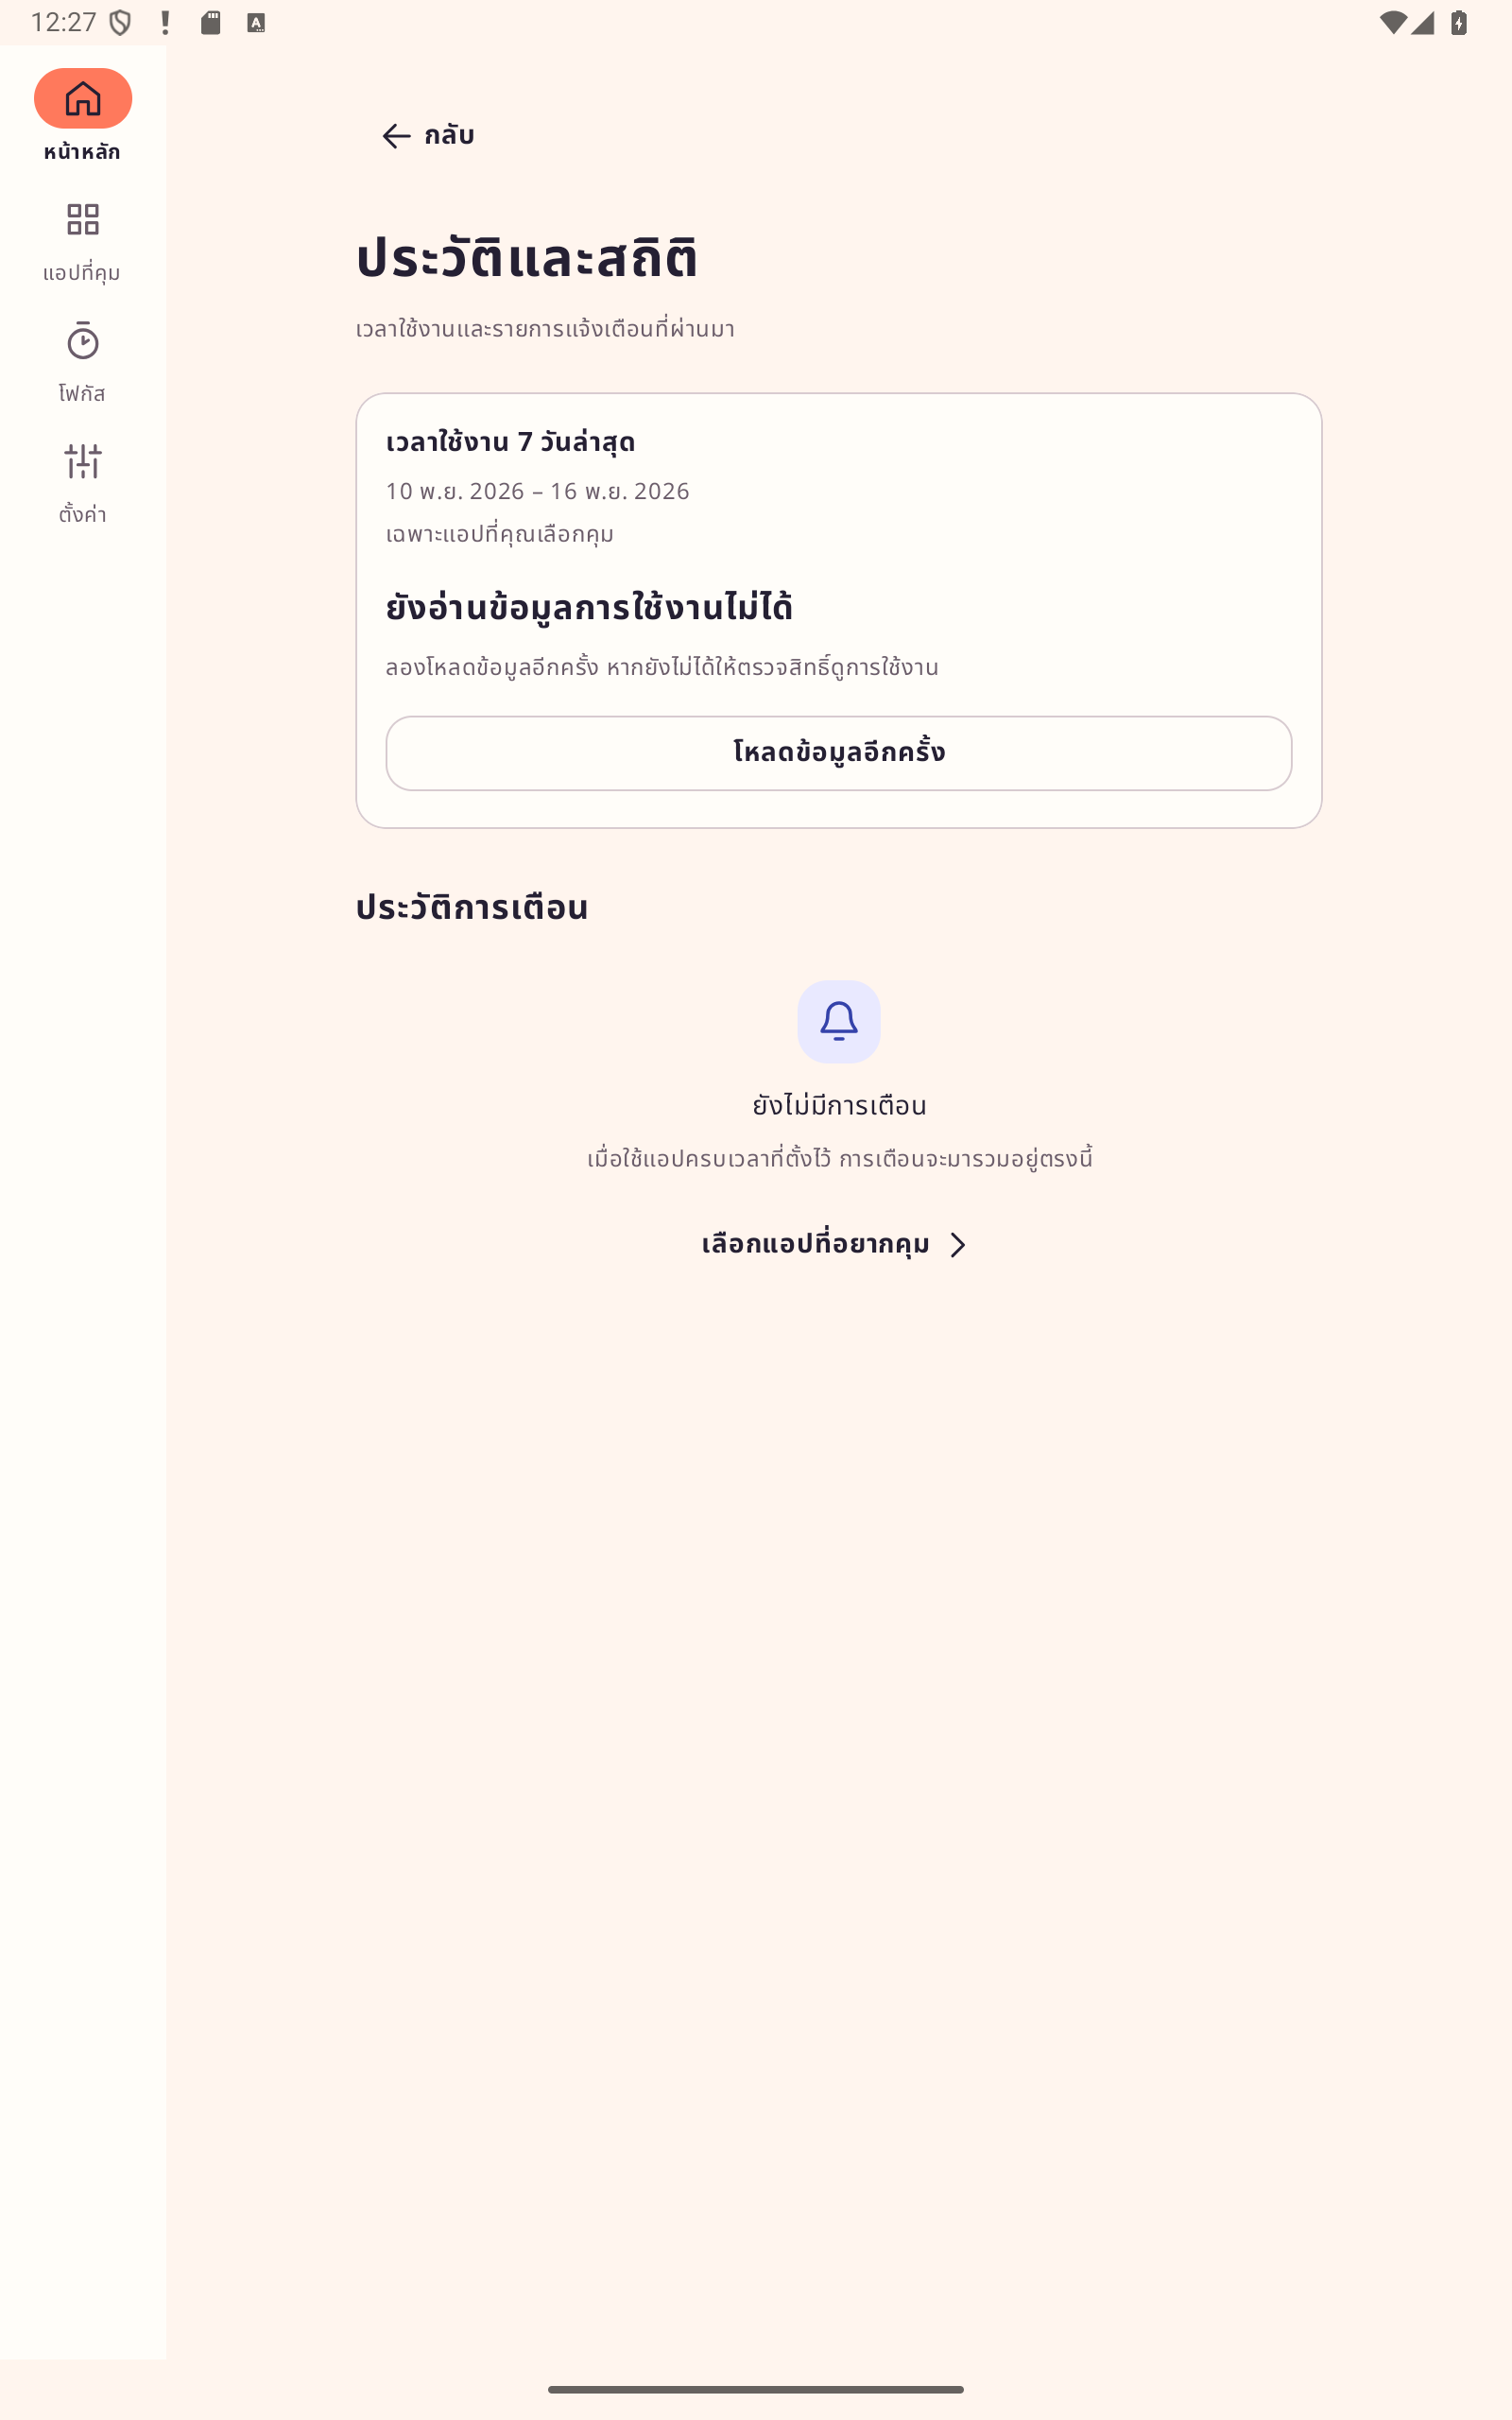 12:27
หน้าหลัก
แอปที่คุม
โฟกัส
ตั้งค่า
กลับ
ประวัติและสถิติ
เวลาใช้งานและรายการแจ้งเตือนที่ผ่านมา
เวลาใช้งาน 7 วันล่าสุด
10 พ.ย. 2026 – 16 พ.ย. 2026
เฉพาะแอปที่คุณเลือกคุม
ยังอ่านข้อมูลการใช้งานไม่ได้
ลองโหลดข้อมูลอีกครั้ง หากยังไม่ได้ให้ตรวจสิทธิ์ดูการใช้งาน
โหลดข้อมูลอีกครั้ง
ประวัติการเตือน
ยังไม่มีการเตือน
เมื่อใช้แอปครบเวลาที่ตั้งไว้ การเตือนจะมารวมอยู่ตรงนี้
เลือกแอปที่อยากคุม